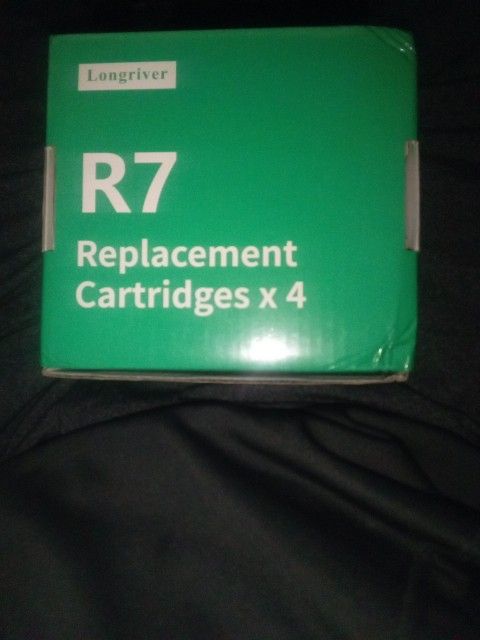 Longriver
R7
Replacement
Cartridges x 4